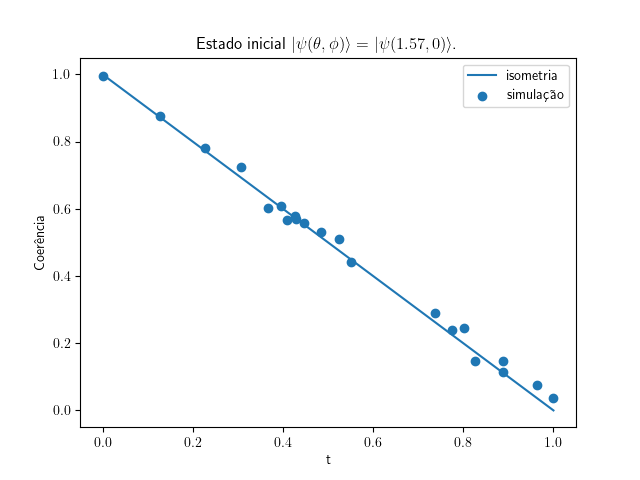 Estado inicial |ψ(θ, ϕ)⟩ = |ψ(1.57, 0)⟩.
isometria
simulação
Coerência
1.0
0.8
0.6
0.4
0.2
0.0
0.0 0.2 0.4 0.6 0.8 1.0
t